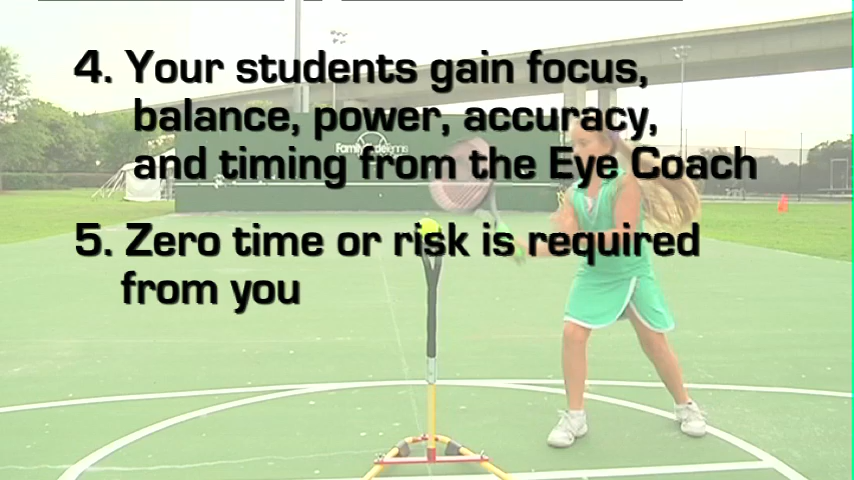 4. Your students gain focus,
balance, power, accuracy,
and timing from the Eye Coach
5. Zero time or risk is required
from you